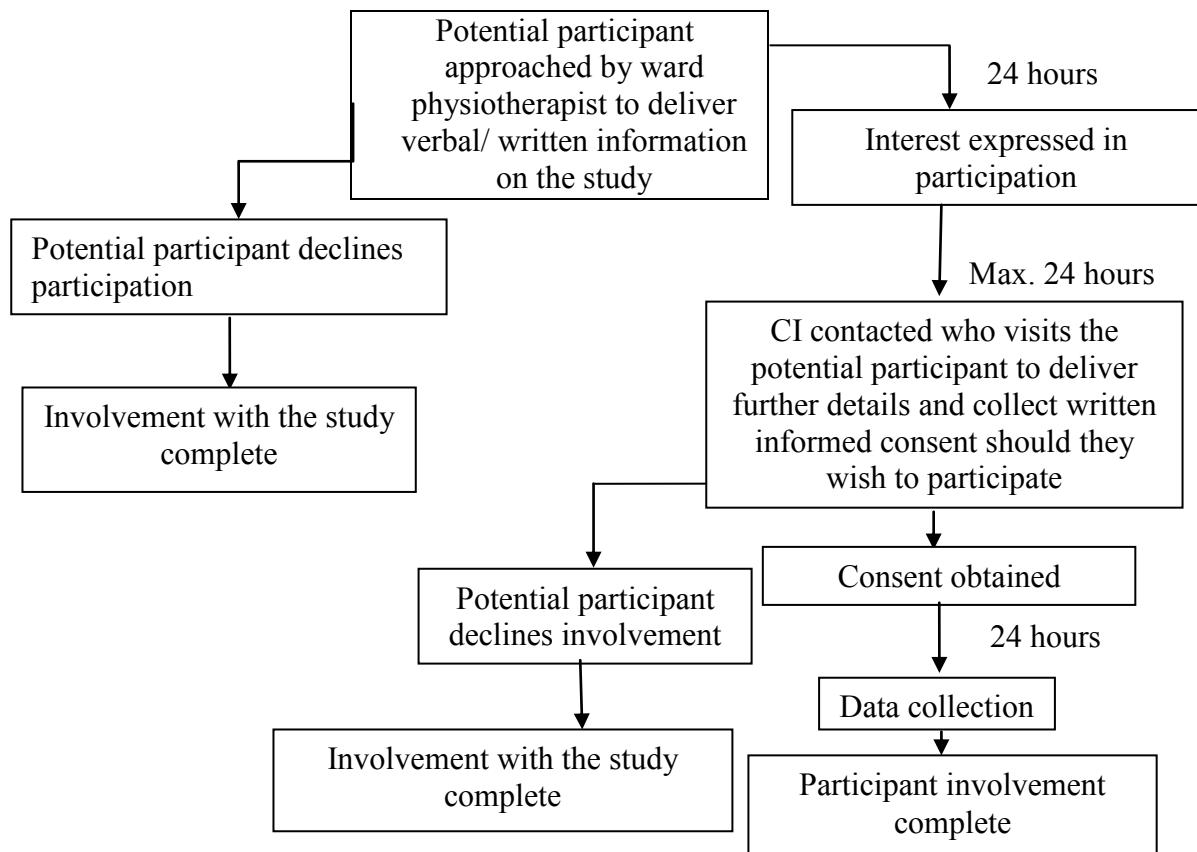 Potential participant
approached by ward
physiotherapist to deliver
verbal/ written information
on the study
24 hours
Interest expressed in
participation
Potential participant declines
participation
Max. 24 hours
Involvement with the study
complete
CI contacted who visits the
potential participant to deliver
further details and collect written
informed consent should they
wish to participate
Potential participant
declines involvement
Consent obtained
24 hours
Data collection
Involvement with the study
complete
Participant involvement
complete